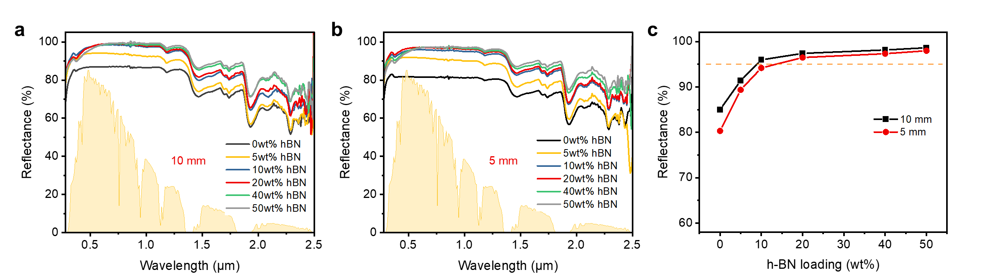 a
Reflectance (%)
100
80
60
40
20
0
0.5
1.0
1.5
2.0
2.5
Wavelength (μm)
10 mm
0wt% hBN
5wt% hBN
10wt% hBN
20wt% hBN
40wt% hBN
50wt% hBN
b
Reflectance (%)
100
80
60
40
20
0
0.5
1.0
1.5
2.0
2.5
Wavelength (μm)
5 mm
0wt% hBN
5wt% hBN
10wt% hBN
20wt% hBN
40wt% hBN
50wt% hBN
c
Reflectance (%)
100
90
80
70
60
0
10
20
30
40
50
h-BN loading (wt%)
10 mm
5 mm